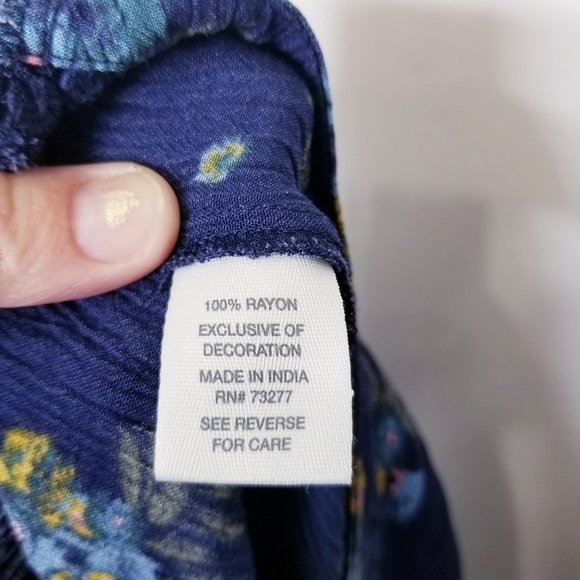 100% RAYON
EXCLUSIVE OF
DECORATION
MADE IN INDIA
RN# 73277
SEE REVERSE
FOR CARE